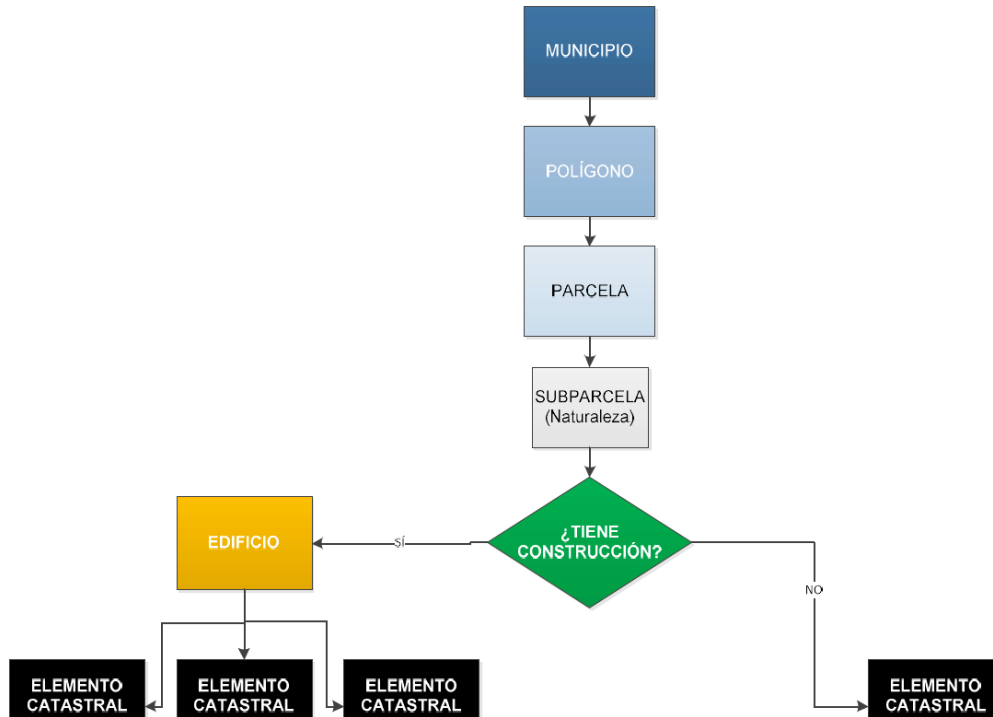 MUNICIPIO
POLÍGONO
PARCELA
SUBPARCELA
(Naturaleza)
¿TIENE
CONSTRUCCIÓN?
SÍ
EDIFICIO
NO
ELEMENTO
CATASTRAL
ELEMENTO
CATASTRAL
ELEMENTO
CATASTRAL
ELEMENTO
CATASTRAL